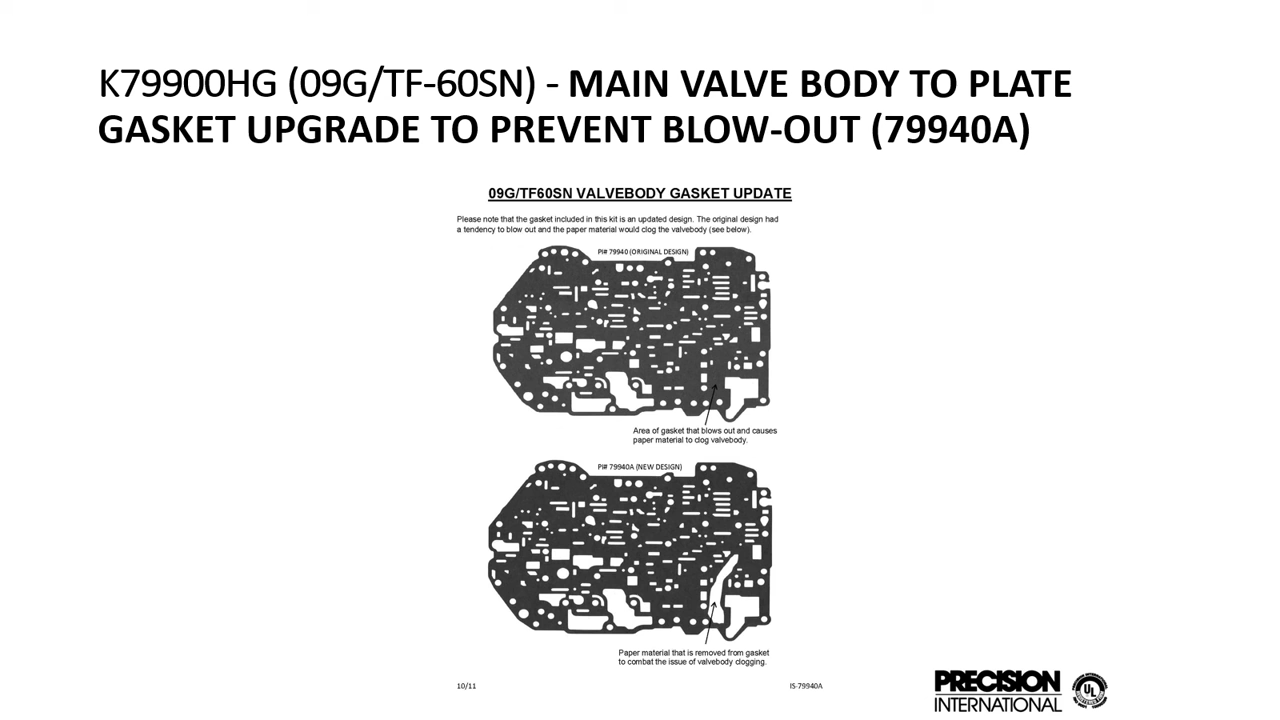 K79900HG (09G/TF-60SN) - MAIN VALVE BODY TO PLATE
GASKET UPGRADE TO PREVENT BLOW-OUT (79940A)
09G/TF60SN VALVEBODY GASKET UPDATE
Please note that the gasket included in this kit is an updated design. The original design had
a tendency to blow out and the paper material would clog the valvebody (see below).
PI# 79940 (ORIGINAL DESIGN)
Area of gasket that blows out and causes
paper material to clog valvebody.
PI# 79940A (NEW DESIGN)
Paper material that is removed from gasket
to combat the issue of valvebody clogging.
10/11
IS-79940A
PRECISION
INTERNATIONAL
UL